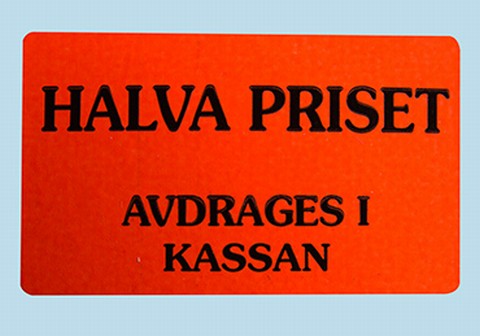 HALVA PRISET
AVDRAGES I
KASSAN